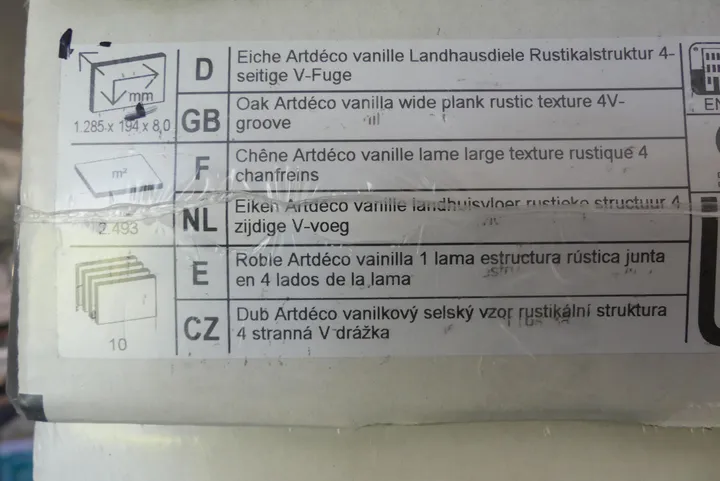 mm
1.285 x 194 x 8,0
D
Eiche Artdéco vanille Landhausdiele Rustikalstruktur 4-
seitige V-Fuge
GB
Oak Artdéco vanilla wide plank rustic texture 4V-
groove
EN
m²
2.493
F
Chêne Artdéco vanille lame large texture rustique 4
chanfreins
NL
Eiken Artdéco vanille landhuisvloer rustieke structuur 4
zijdige V-voeg
10
E
Roble Artdéco vainilla 1 lama estructura rústica junta
en 4 lados de la lama
CZ
Dub Artdéco vanilkový selský vzor rustikální struktura
4 stranná V drážka